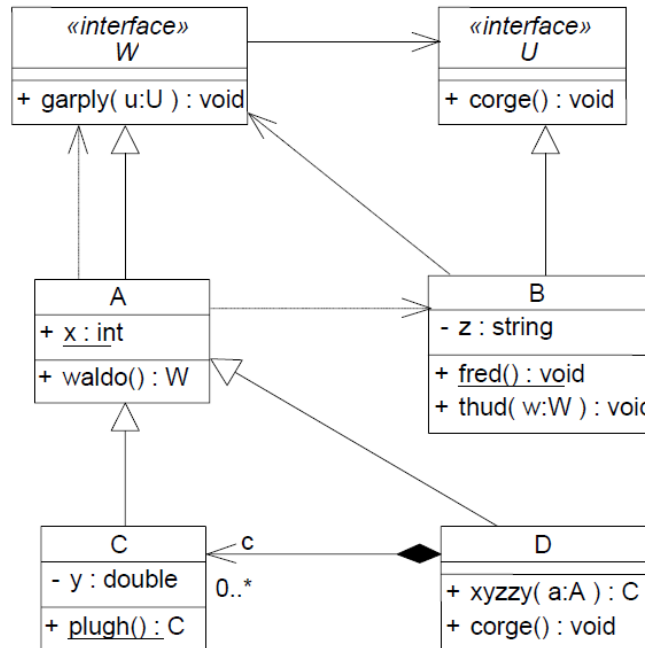 «interface»
W
+ garply( u:U ) : void
«interface»
U
+ corge() : void
A
+ x : int
+ waldo() : W
B
- z : string
+ fred() : void
+ thud( w:W ) : void
C
- y : double
+ plugh() : C
c
0..*
D
+ xyzzy( a:A ) : C
+ corge() : void